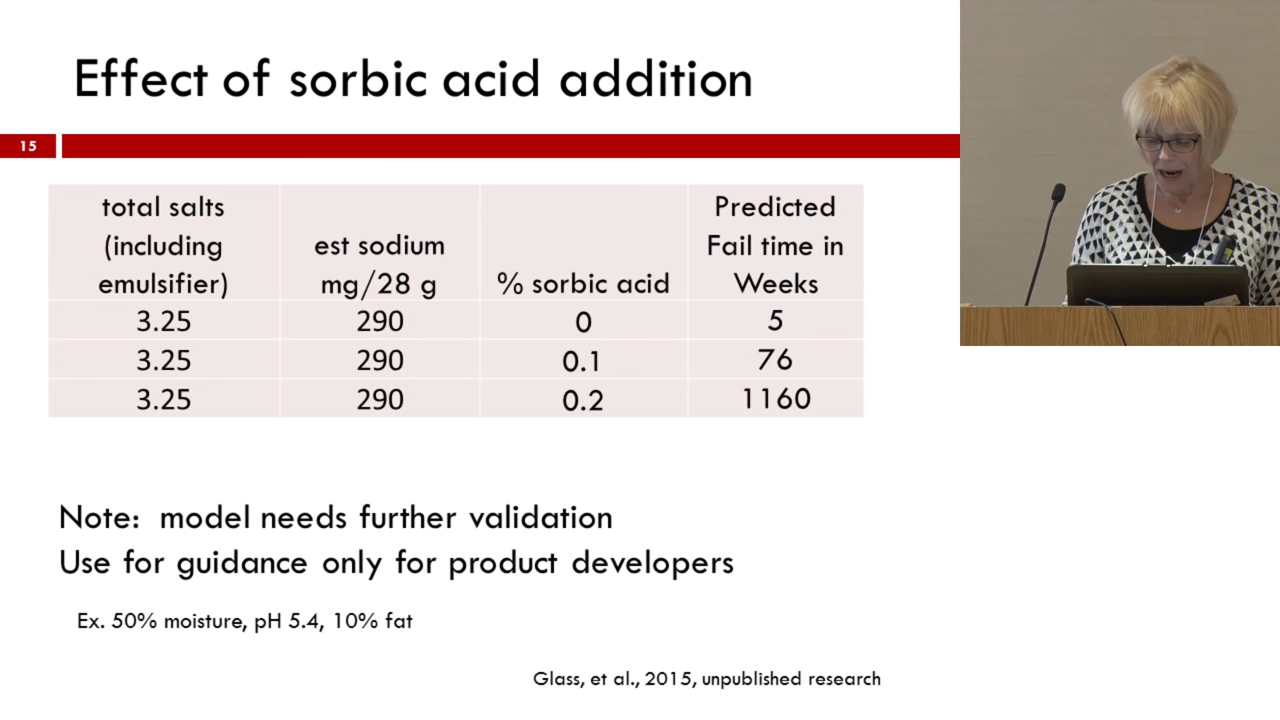 Effect of sorbic acid addition
15
total salts (including emulsifier) est sodium mg/28 g % sorbic acid Predicted Fail time in Weeks
3.25 290 0 5
3.25 290 0.1 76
3.25 290 0.2 1160
Note: model needs further validation
Use for guidance only for product developers
Ex. 50% moisture, pH 5.4, 10% fat
Glass, et al., 2015, unpublished research